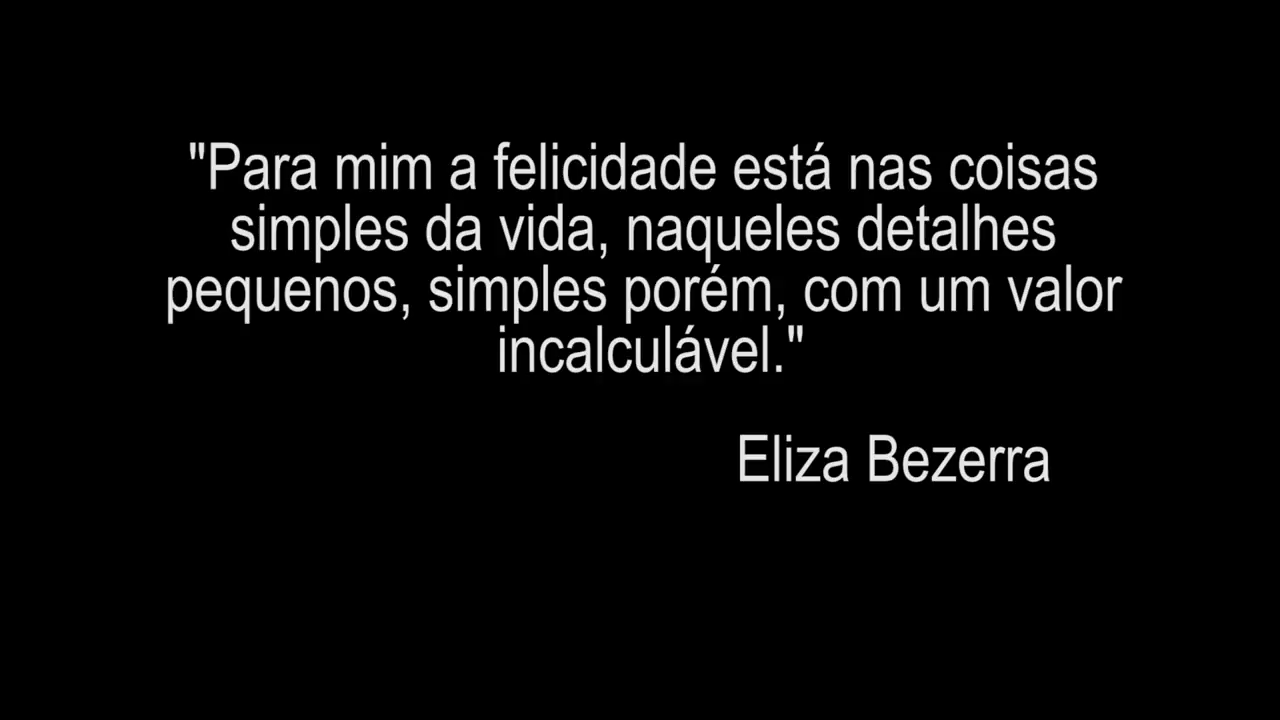 "Para mim a felicidade está nas coisas
simples da vida, naqueles detalhes
pequenos, simples porém, com um valor
incalculável."
Eliza Bezerra